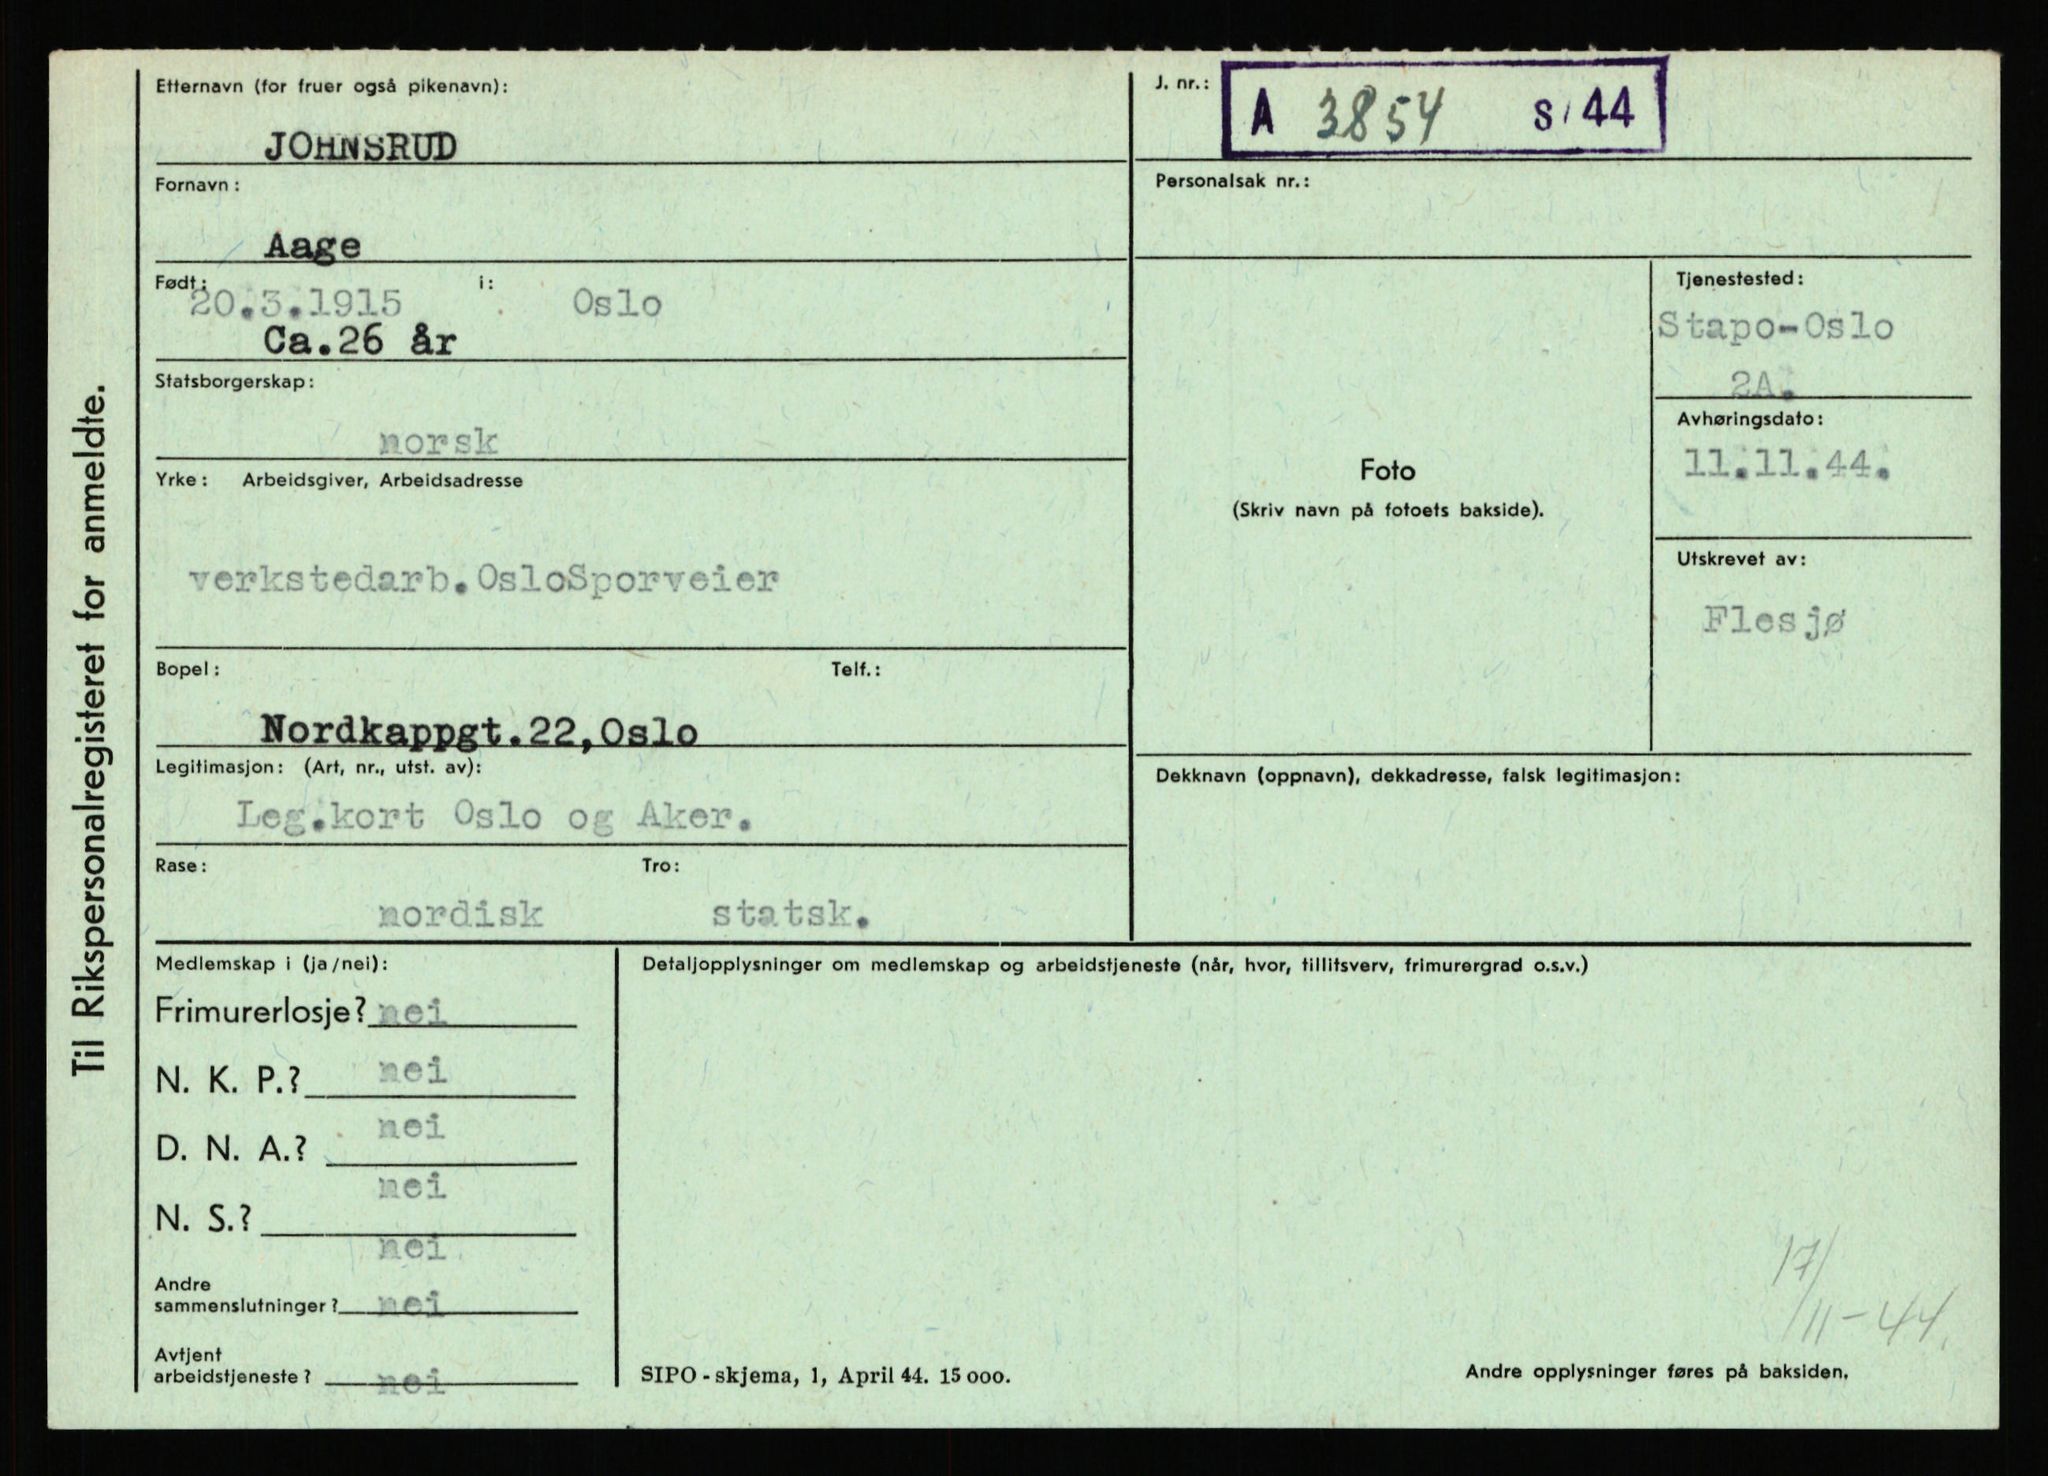 Til Rikspersonalregisteret for anmeldte.
Etternavn (for fruer også pikenavn):
JOHNSRUD
Fornavn:
Aage
Født: i:
20.3.1915 Oslo
Ca.26 år
Statsborgerskap:
norsk
Yrke: Arbeidsgiver, Arbeidsadresse
verkstedarb.OsloSporveier
Bopel: Telf.:
Nordkappgt.22,Oslo
Legitimasjon: (Art, nr., utst. av):
Leg.kort Oslo og Aker.
Rase: Tro:
nordisk statsk.
J. nr.: A 3854 S/44
Personalsak nr.:
Foto
(Skriv navn på fotoets bakside).
Tjenestested:
Stapo-Oslo
2A.
Avhøringsdato:
11.11.44.
Utskrevet av:
Flesjø
Dekknavn (oppnavn), dekkadresse, falsk legitimasjon:
Medlemskap i (ja/nei):
Frimurerlosje? nei
N. K. P.? nei
D. N. A.? nei
nei
N. S.?
nei
Andre
sammenslutninger? nei
Avtjent
arbeidstjeneste? nei
Detaljopplysninger om medlemskap og arbeidstjeneste (når, hvor, tillitsverv, frimurergrad o.s.v.)
17/
/11-44.
SIPO-skjema, 1, April 44. 15 000.
Andre opplysninger føres på baksiden.